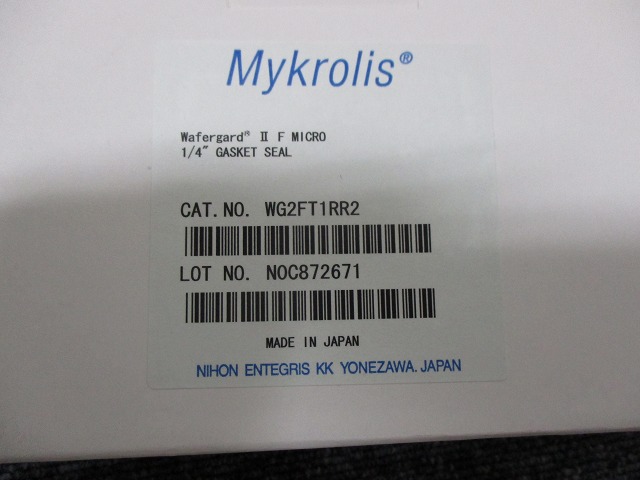 Mykrolis®
Wafergard® Ⅱ F MICRO
1/4" GASKET SEAL
CAT.NO. WG2FT1RR2
LOT NO. NOC872671
MADE IN JAPAN
NIHON ENTEGRIS KK YONEZAWA.JAPAN